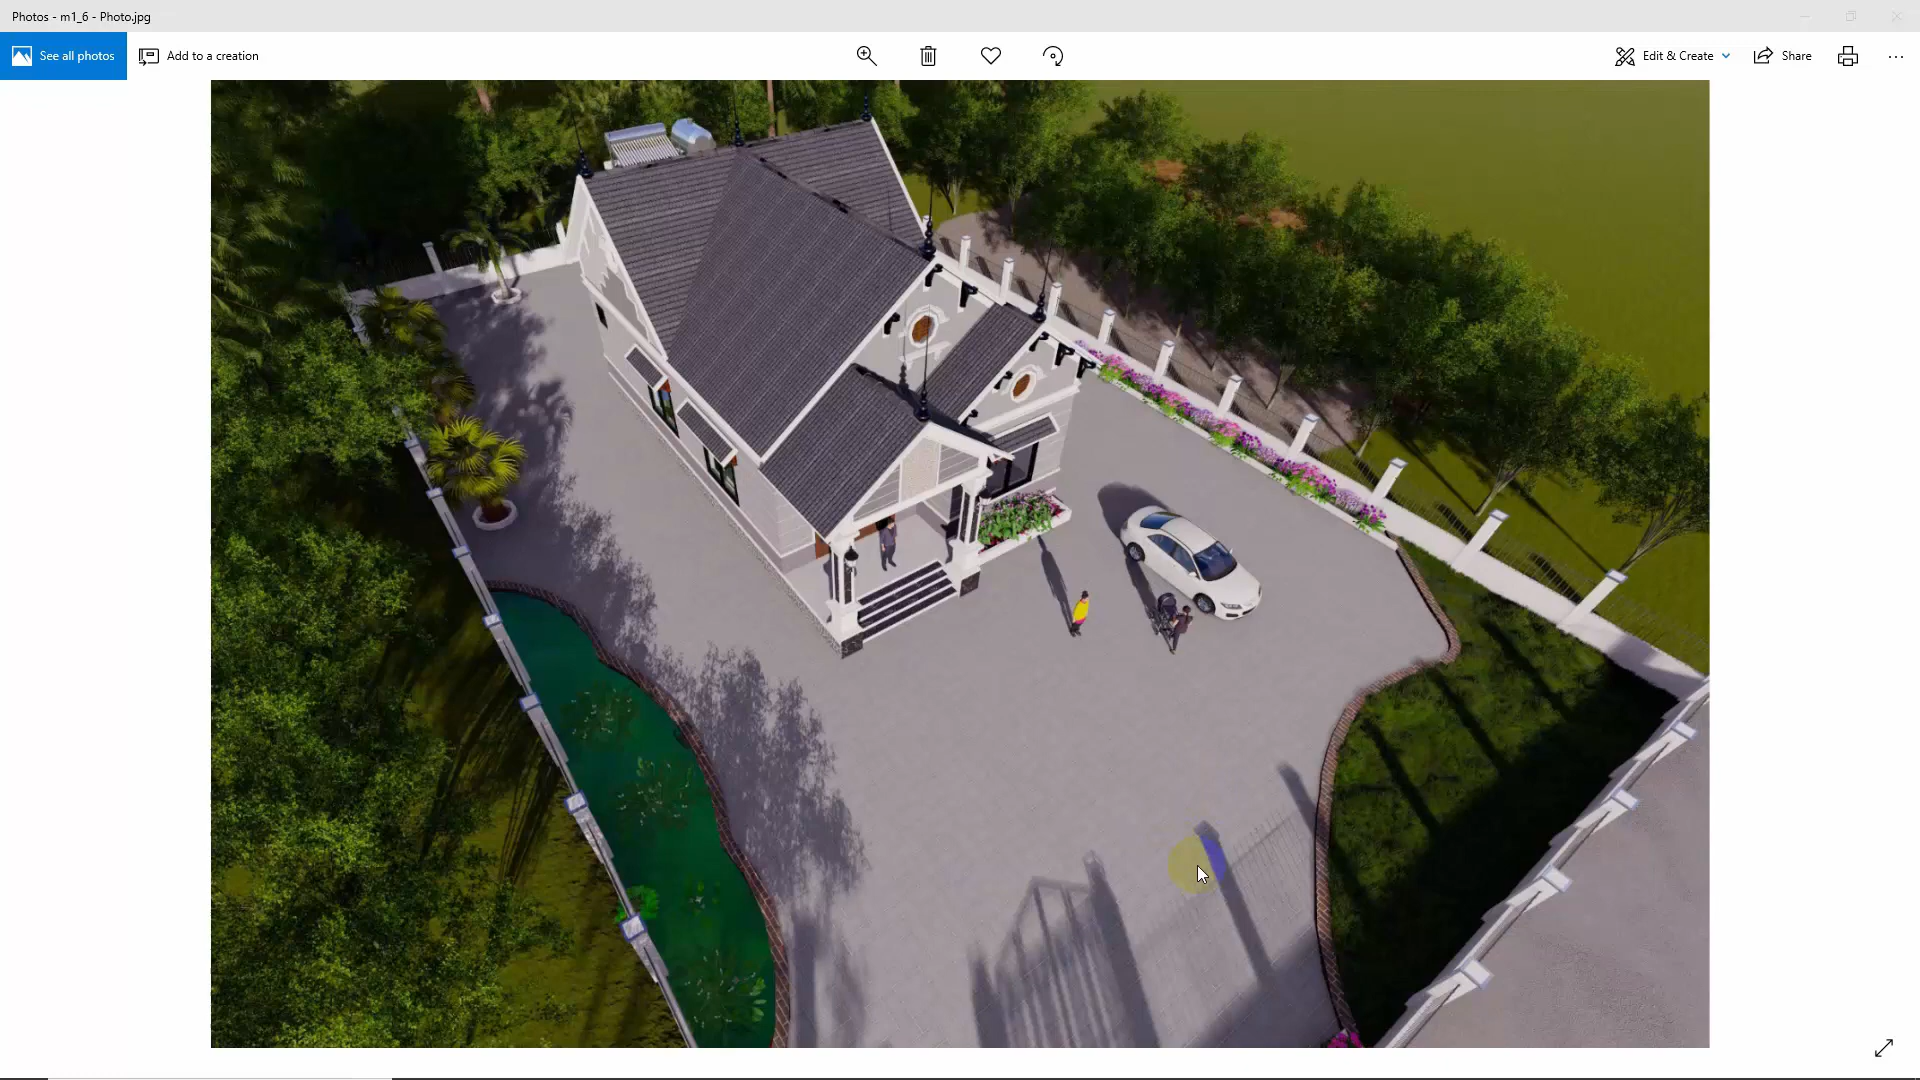 Photos - m1_6 - Photo.jpg
See all photos
Add to a creation
Edit & Create
Share